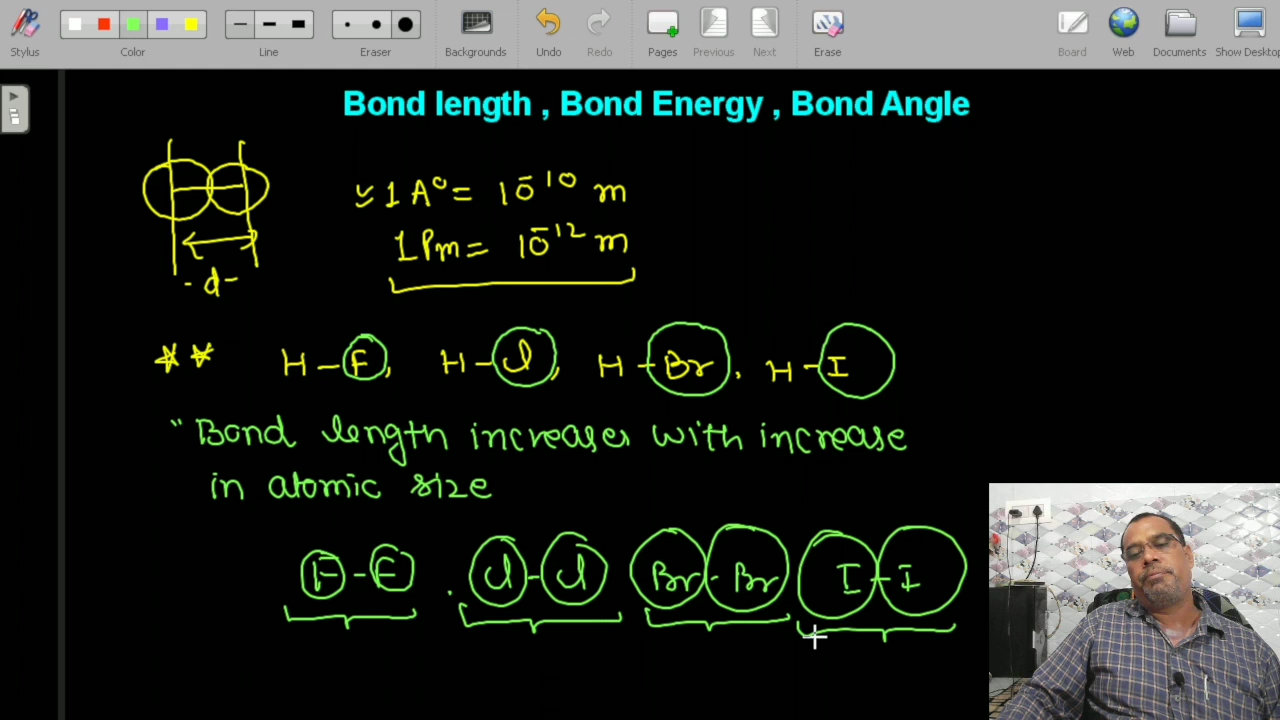 Stylus Color Line Eraser Backgrounds Undo Redo Pages Previous Next Erase Board Web Documents Show Desktop
Bond length , Bond Energy , Bond Angle
1 A° = 10⁻¹⁰ m
1 Pm = 10⁻¹² m
- d -
H - F, H - Cl, H - Br. H - I
"Bond length increases with increase
in atomic size
F - F . Cl - Cl Br - Br I - I